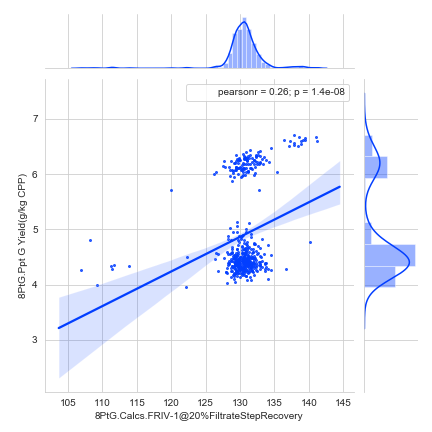 pearsonr = 0.26; p = 1.4e-08
7
6
5
4
3
8PtG.Ppt G Yield(g/kg CPP)
105 110 115 120 125 130 135 140 145
8PtG.Calcs.FRIV-1@20%FiltrateStepRecovery